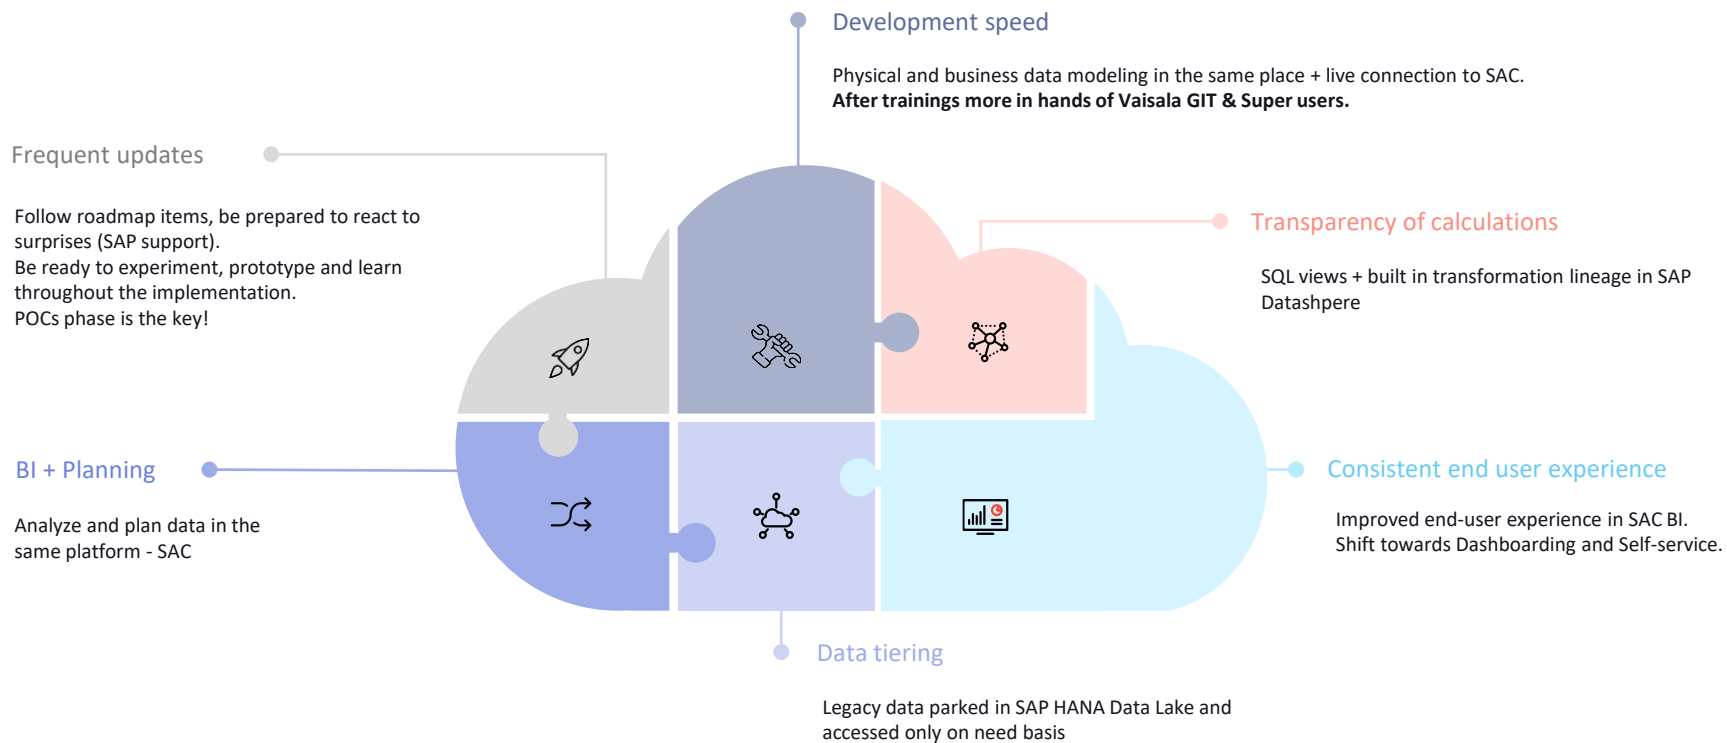 Development speed
Physical and business data modeling in the same place + live connection to SAC.
After trainings more in hands of Vaisala GIT & Super users.
Frequent updates
Follow roadmap items, be prepared to react to
surprises (SAP support).
Be ready to experiment, prototype and learn
throughout the implementation.
POCs phase is the key!
Transparency of calculations
SQL views + built in transformation lineage in SAP
Datashpere
BI + Planning
Analyze and plan data in the
same platform - SAC
Consistent end user experience
Improved end-user experience in SAC BI.
Shift towards Dashboarding and Self-service.
Data tiering
Legacy data parked in SAP HANA Data Lake and
accessed only on need basis